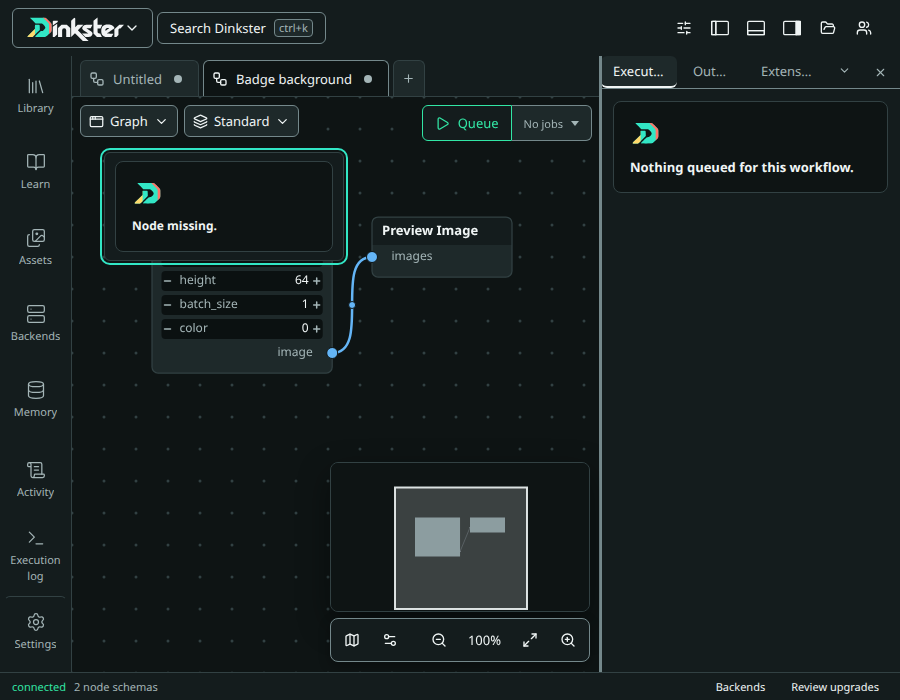 Dinkster
Search Dinkster ctrl+k
Untitled
Badge background
+
Execut...
Out...
Extens...
Library
Learn
Assets
Backends
Memory
Activity
Execution
log
Settings
Graph
Standard
Queue
No jobs
Nothing queued for this workflow.
Node missing.
Preview Image
images
height 64
batch_size 1
color 0
image
100%
connected
2 node schemas
Backends
Review upgrades